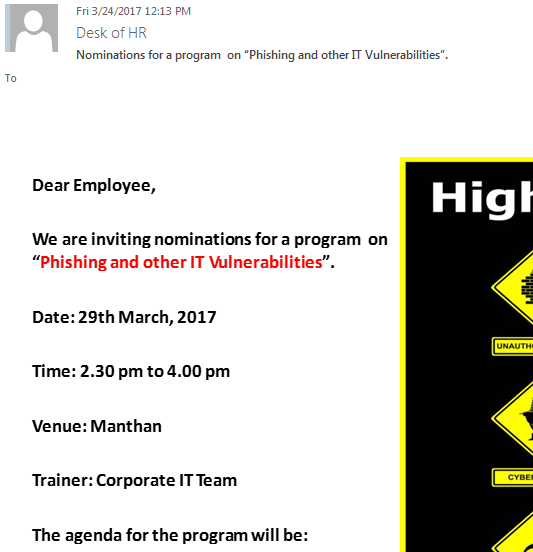 Fri 3/24/2017 12:13 PM
Desk of HR
Nominations for a program on “Phishing and other IT Vulnerabilities”.
To
Dear Employee,
We are inviting nominations for a program on
“Phishing and other IT Vulnerabilities”.
Date: 29th March, 2017
Time: 2.30 pm to 4.00 pm
Venue: Manthan
Trainer: Corporate IT Team
The agenda for the program will be:
High
UNAUTHO
CYBER